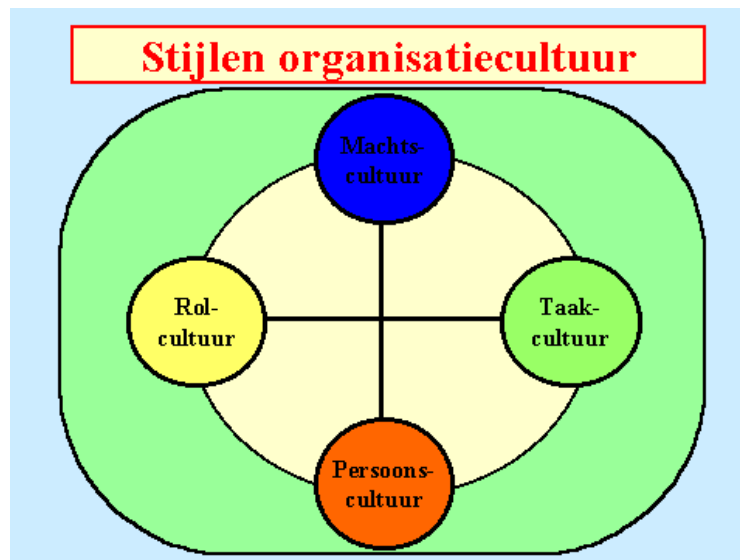 Stijlen organisatiecultuur
Machts-
cultuur
Rol-
cultuur
Taak-
cultuur
Persoons-
cultuur